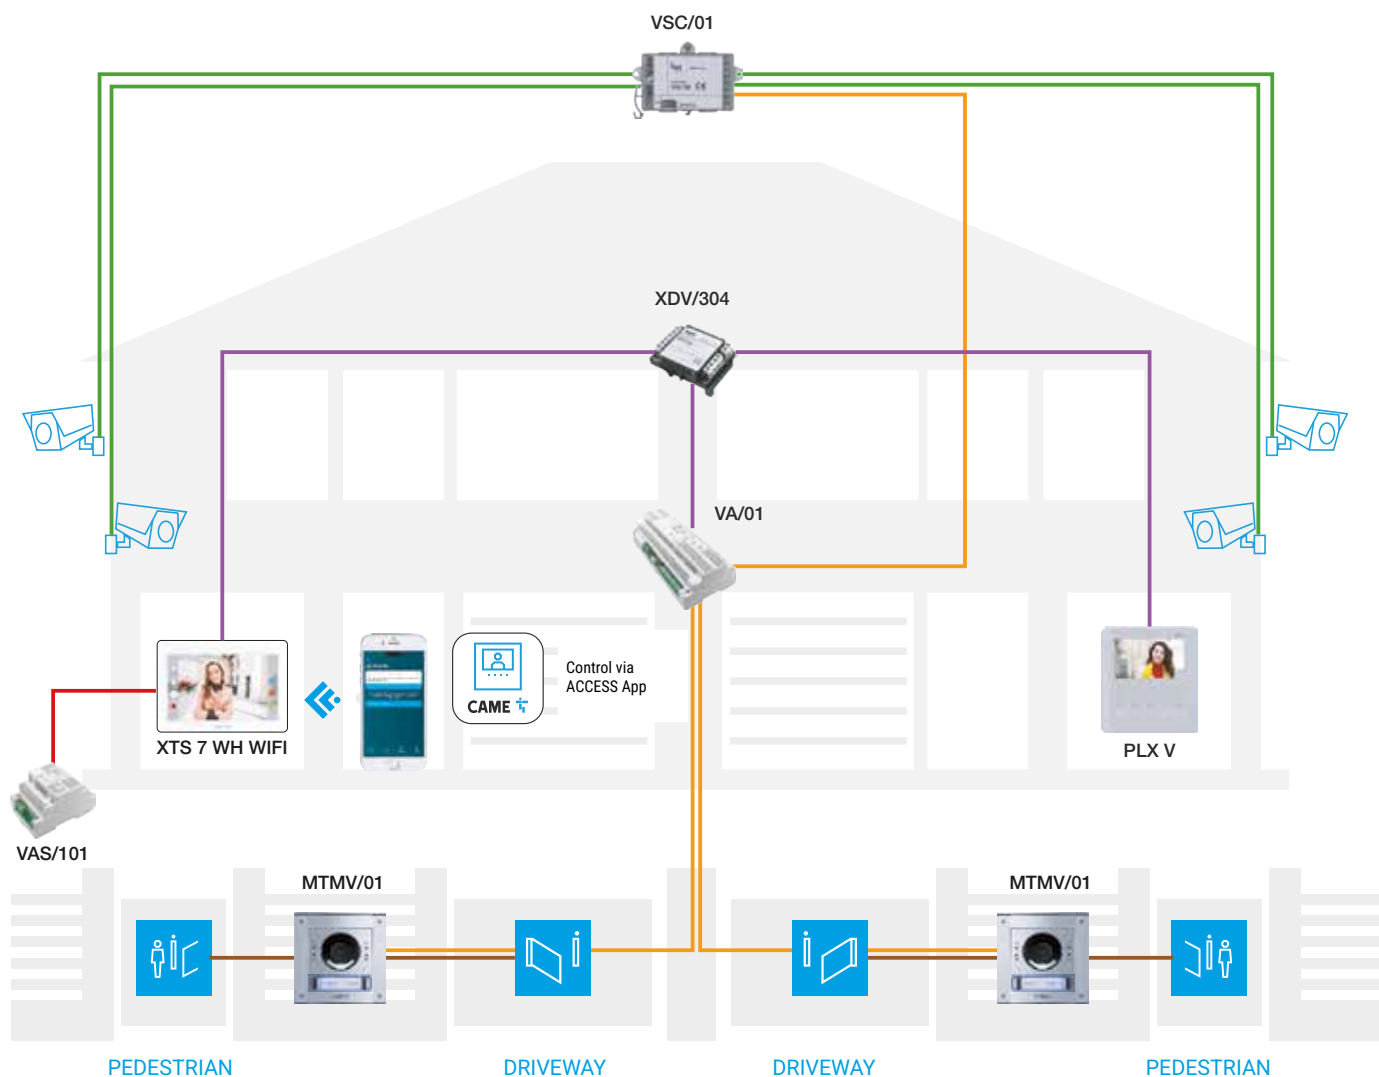 VSC/01
XDV/304
VA/01
Control via
ACCESS App
CAME
XTS 7 WH WIFI
PLX V
VAS/101
MTMV/01
MTMV/01
PEDESTRIAN
DRIVEWAY
DRIVEWAY
PEDESTRIAN